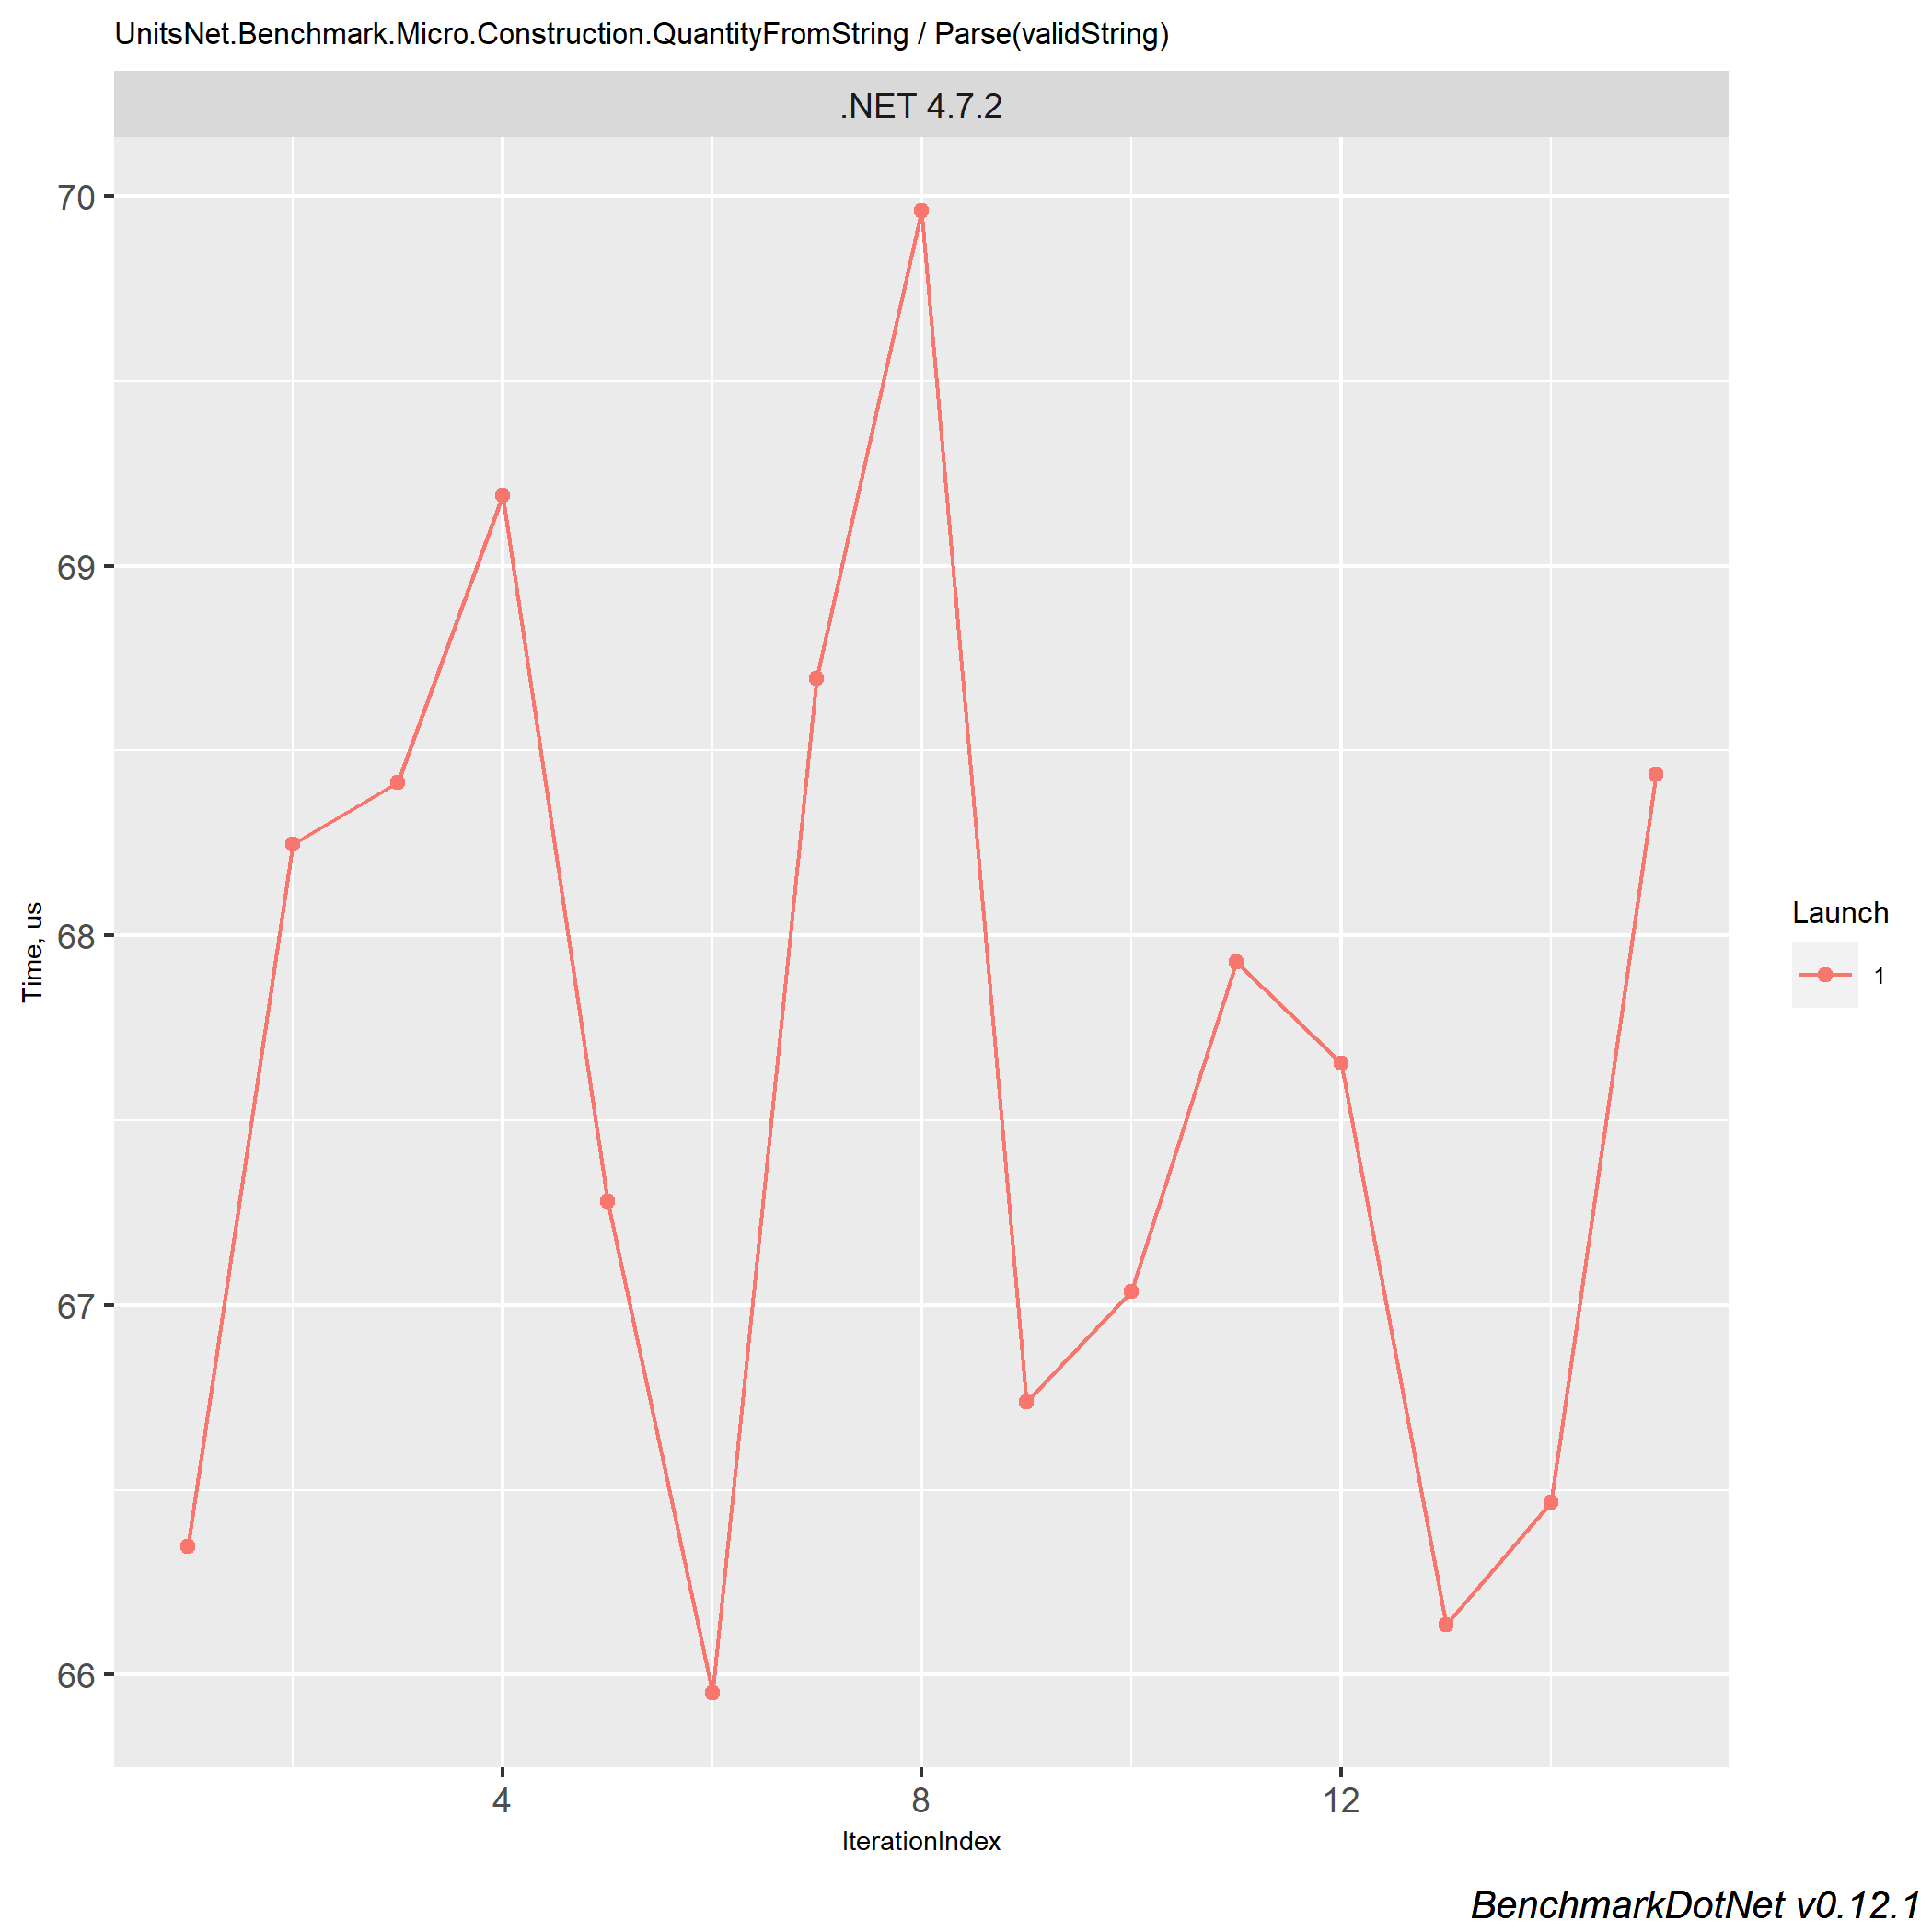 UnitsNet.Benchmark.Micro.Construction.QuantityFromString / Parse(validString)
.NET 4.7.2
70
69
68
67
66
Time, us
4
8
12
IterationIndex
Launch
1
BenchmarkDotNet v0.12.1